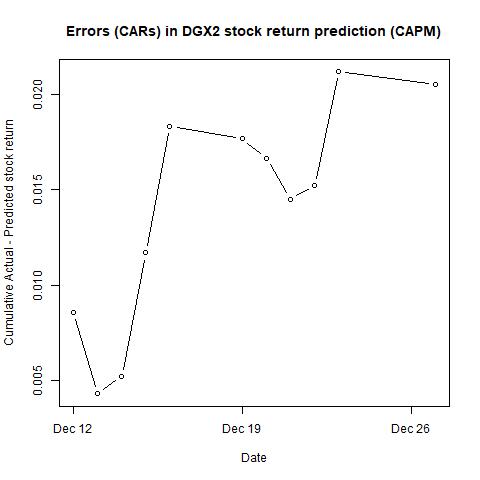 Errors (CARs) in DGX2 stock return prediction (CAPM)
Cumulative Actual - Predicted stock return
0.020
0.015
0.010
0.005
Dec 12
Dec 19
Dec 26
Date